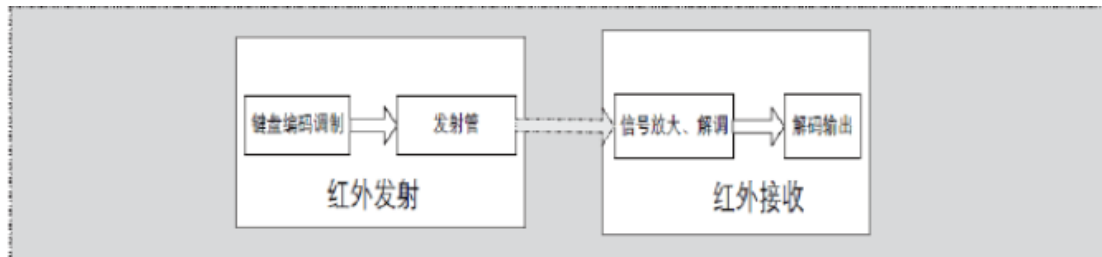 键盘编码调制
发射管
信号放大、解调
解码输出
红外发射
红外接收